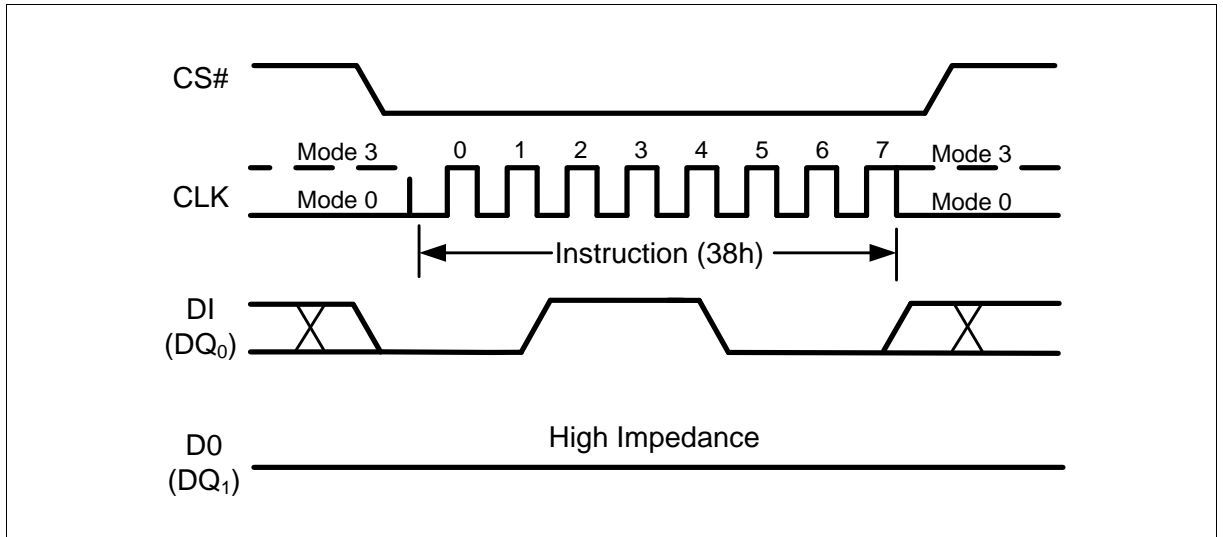 CS#
Mode 3 0 1 2 3 4 5 6 7 Mode 3
CLK
Mode 0 Mode 0
Instruction (38h)
DI
(DQ0)
High Impedance
D0
(DQ1)